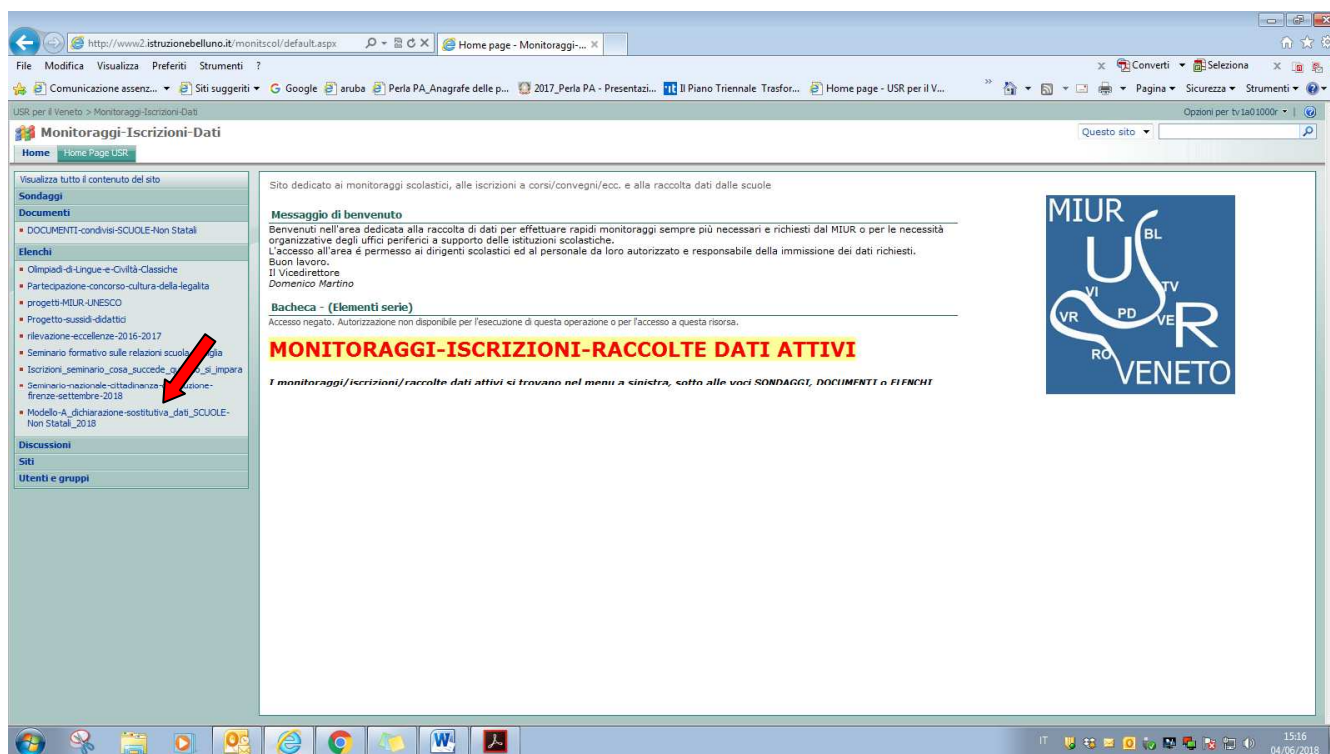 http://www2.istruzionebelluno.it/monitscol/default.aspx
Home page - Monitoraggi-...
File Modifica Visualizza Preferiti Strumenti ?
Converti Seleziona
Comunicazione assenz... Siti suggeriti Google aruba Perla PA_Anagrafe delle p... 2017_Perla PA - Presentazi... Il Piano Triennale Trasfor... Home page - USR per il V... Pagina Sicurezza Strumenti
USR per il Veneto > Monitoraggi-Iscrizioni-Dati
Opzioni per tv1a01000r
Monitoraggi-Iscrizioni-Dati
Questo sito
Home Home Page USR
Visualizza tutto il contenuto del sito
Sondaggi
Documenti
DOCUMENTI-condivisi-SCUOLE-Non Statali
Elenchi
Olimpiadi-di-Lingue-e-Civiltà-Classiche
Partecipazione-concorso-cultura-della-legalita
progetti-MIUR-UNESCO
Progetto-sussidi-didattici
rilevazione-eccellenze-2016-2017
Seminario formativo sulle relazioni scuola
Iscrizioni_seminario_cosa_succede si_impara
Seminario-nazionale-cittadinanza-
firenze-settembre-2018
Modello-A_dichiarazione-sostitutiva_dati_SCUOLE-
Non Statali_2018
Discussioni
Siti
Utenti e gruppi
Sito dedicato ai monitoraggi scolastici, alle iscrizioni a corsi/convegni/ecc. e alla raccolta dati dalle scuole
Messaggio di benvenuto
Benvenuti nell'area dedicata alla raccolta di dati per effettuare rapidi monitoraggi sempre più necessari e richiesti dal MIUR o per le necessità
organizzative degli uffici periferici a supporto delle istituzioni scolastiche.
L'accesso all'area é permesso ai dirigenti scolastici ed al personale da loro autorizzato e responsabile della immissione dei dati richiesti.
Buon lavoro.
Il Vicedirettore
Domenico Martino
Bacheca - (Elementi serie)
Accesso negato. Autorizzazione non disponibile per l'esecuzione di questa operazione o per l'accesso a questa risorsa.
MONITORAGGI-ISCRIZIONI-RACCOLTE DATI ATTIVI
I monitoraggi/iscrizioni/raccolte dati attivi si trovano nel menu a sinistra, sotto alle voci SONDAGGI, DOCUMENTI o ELENCHI
MIUR
BL
VI
TV
VR
PD
VE
RO
USR
VENETO
IT
15:16
04/06/2018